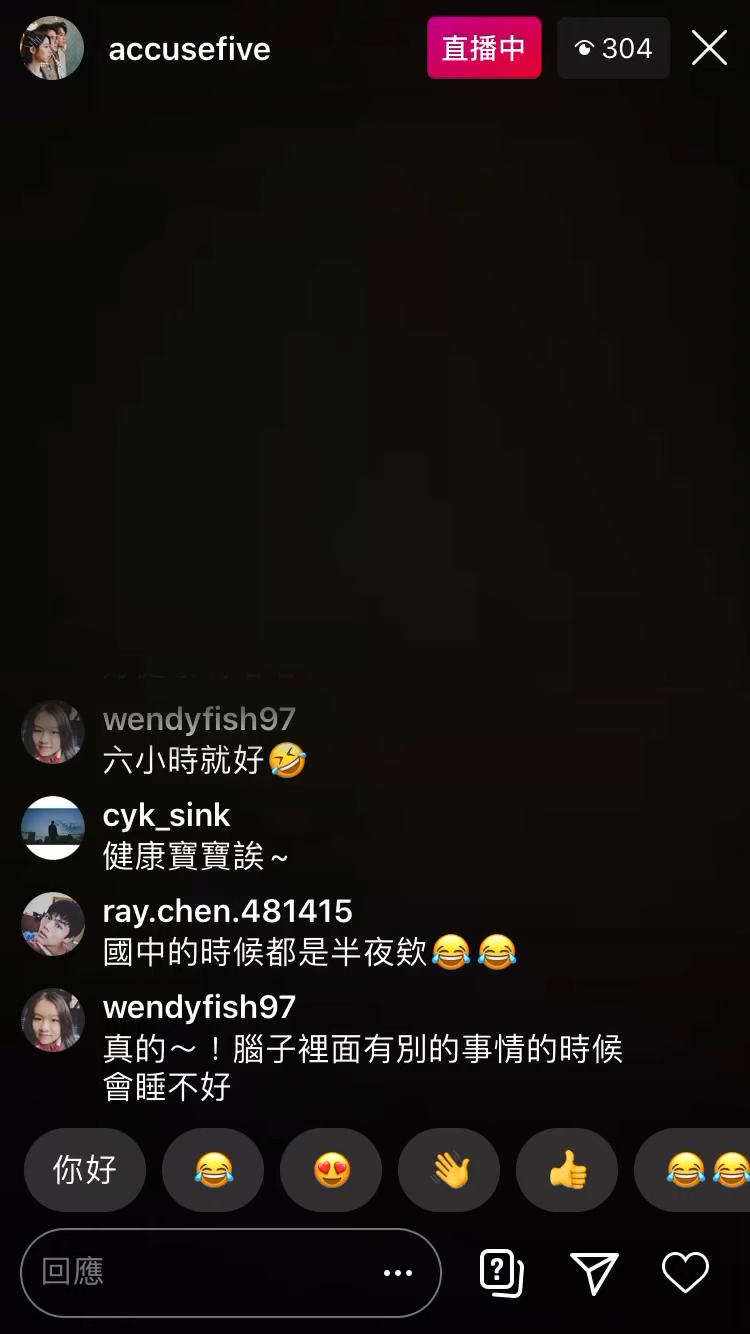 accusefive
直播中
304
wendyfish97
六小時就好🤣
cyk_sink
健康寶寶誒~
ray.chen.481415
國中的時候都是半夜欸😂😂
wendyfish97
真的～！腦子裡面有別的事情的時候
會睡不好
你好 😂 😍 👋 👍 😂😂
回應